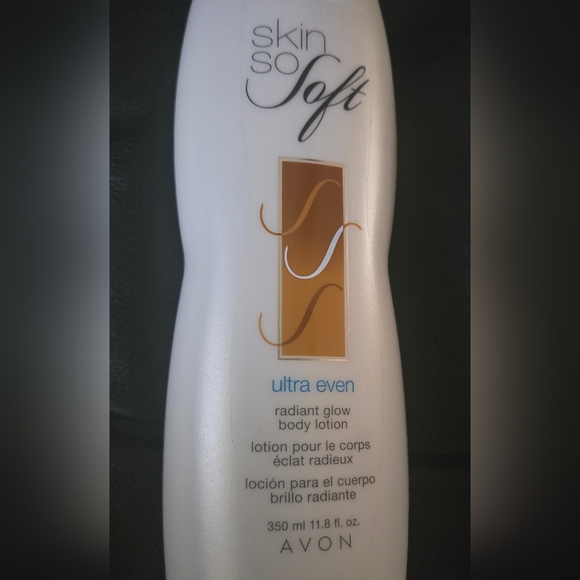 skin
so
Soft
ultra even
radiant glow
body lotion
lotion pour le corps
éclat radieux
loción para el cuerpo
brillo radiante
350 ml 11.8 fl. oz.
AVON